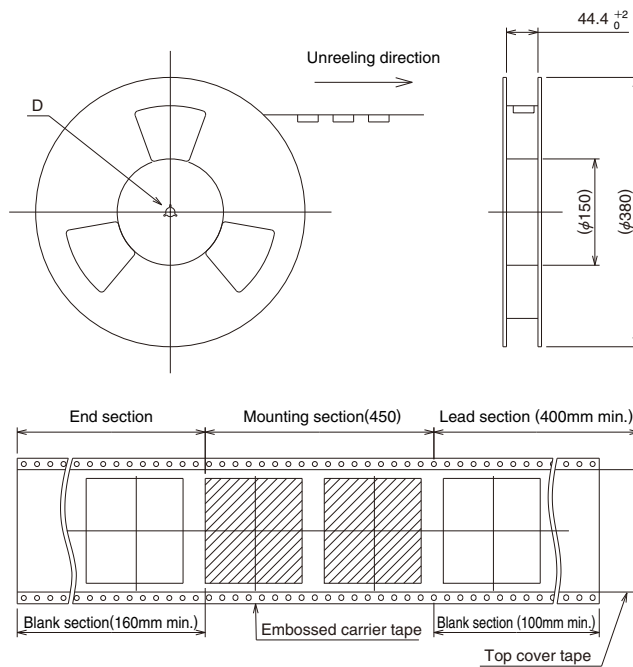 44.4 +2 0
Unreeling direction
D
(φ150)
(φ380)
End section
Mounting section(450)
Lead section (400mm min.)
Blank section(160mm min.)
Embossed carrier tape
Blank section (100mm min.)
Top cover tape